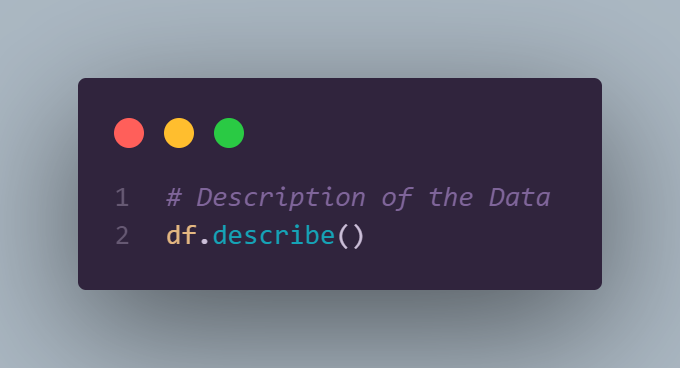 1 # Description of the Data
2 df.describe()